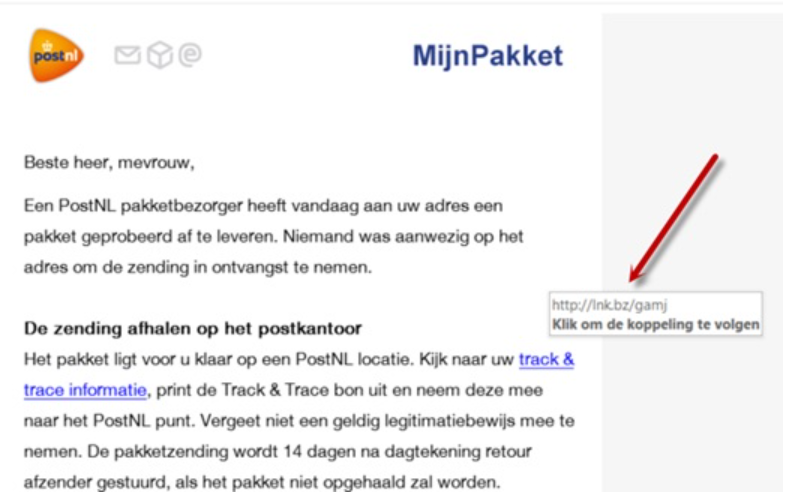 postnl
MijnPakket
Beste heer, mevrouw,
Een PostNL pakketbezorger heeft vandaag aan uw adres een
pakket geprobeerd af te leveren. Niemand was aanwezig op het
adres om de zending in ontvangst te nemen.
http://lnk.bz/gamj
Klik om de koppeling te volgen
De zending afhalen op het postkantoor
Het pakket ligt voor u klaar op een PostNL locatie. Kijk naar uw track &
trace informatie, print de Track & Trace bon uit en neem deze mee
naar het PostNL punt. Vergeet niet een geldig legitimatiebewijs mee te
nemen. De pakketzending wordt 14 dagen na dagtekening retour
afzender gestuurd, als het pakket niet opgehaald zal worden.